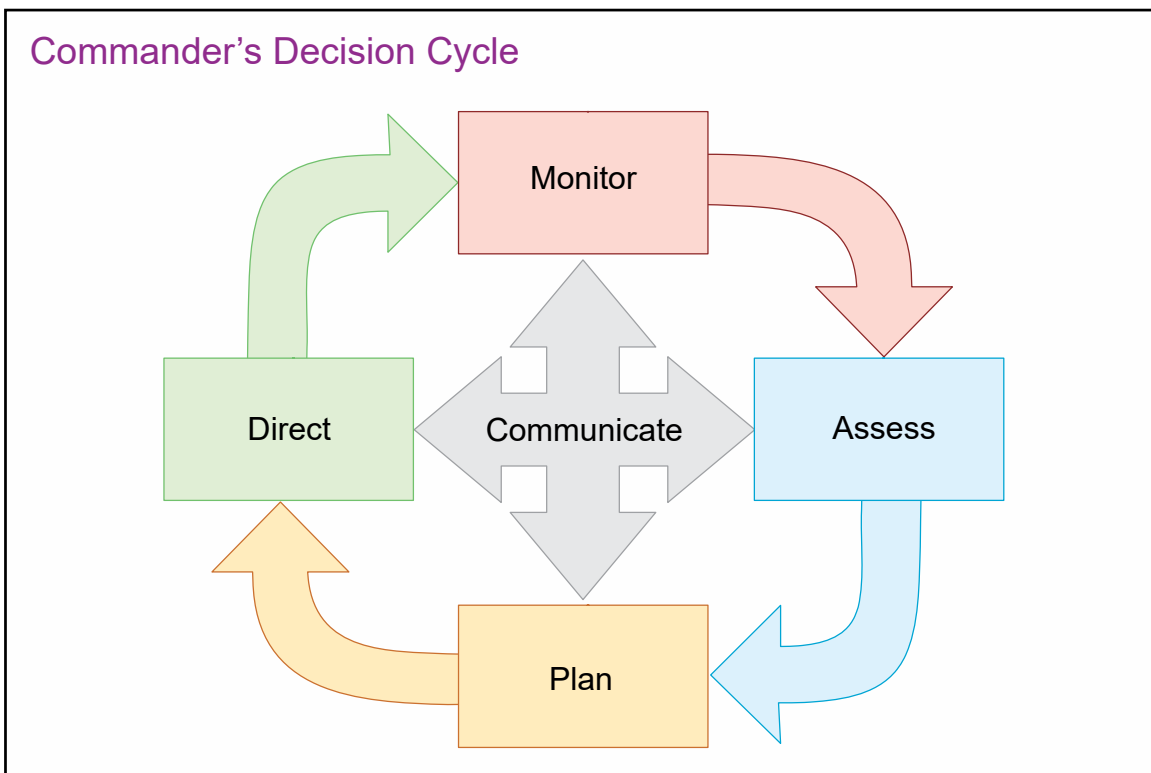 Commander’s Decision Cycle
Monitor
Direct
Communicate
Assess
Plan